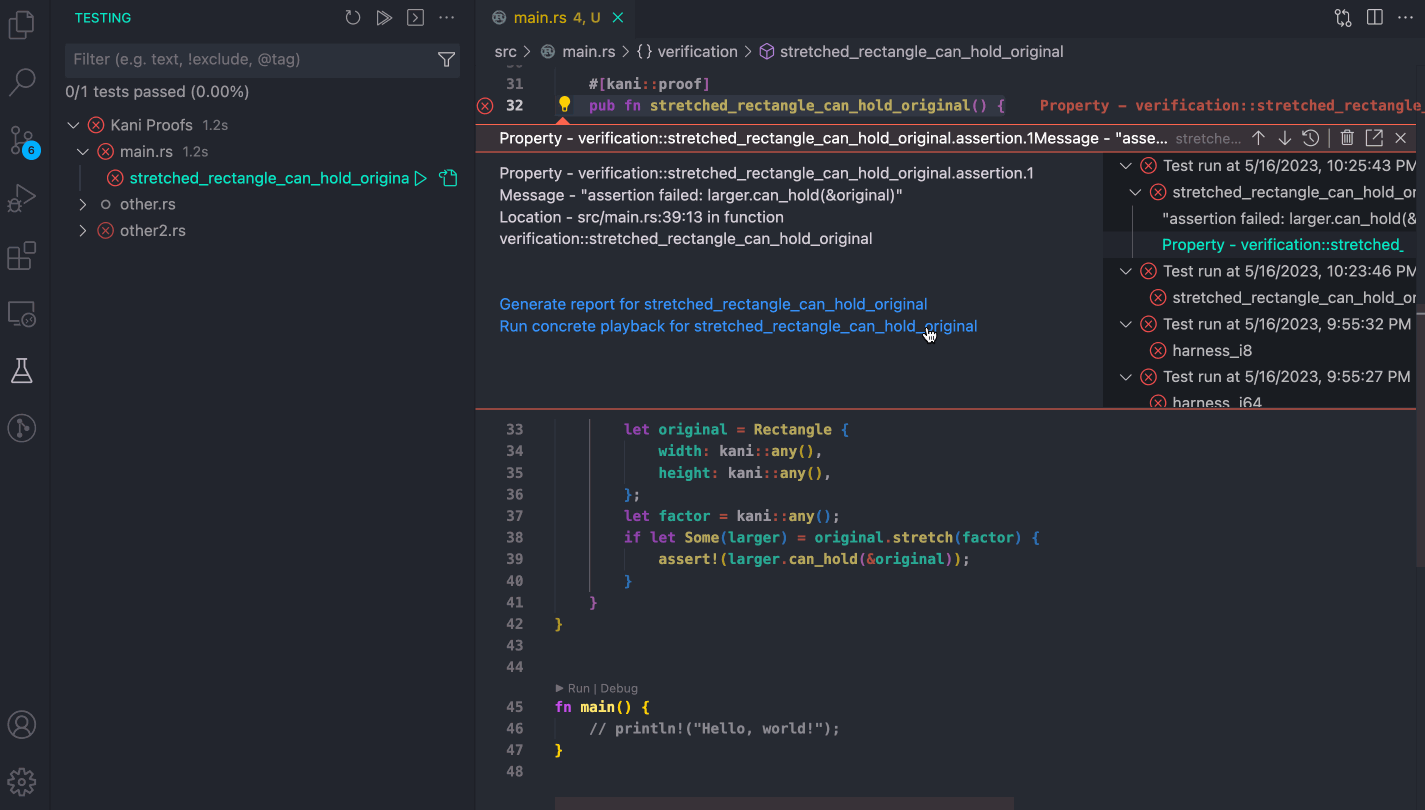 TESTING
Filter (e.g. text, !exclude, @tag)
0/1 tests passed (0.00%)
Kani Proofs 1.2s
main.rs 1.2s
stretched_rectangle_can_hold_origina
other.rs
other2.rs
6
main.rs 4, U
src > main.rs > {} verification > stretched_rectangle_can_hold_original
31 #[kani::proof]
32 pub fn stretched_rectangle_can_hold_original() { Property - verification::stretched_rectangle_
Property - verification::stretched_rectangle_can_hold_original.assertion.1Message - "asse... stretche...
Property - verification::stretched_rectangle_can_hold_original.assertion.1
Message - "assertion failed: larger.can_hold(&original)"
Location - src/main.rs:39:13 in function
verification::stretched_rectangle_can_hold_original
Generate report for stretched_rectangle_can_hold_original
Run concrete playback for stretched_rectangle_can_hold_original
Test run at 5/16/2023, 10:25:43 PM
stretched_rectangle_can_hold_or
"assertion failed: larger.can_hold(&
Property - verification::stretched_
Test run at 5/16/2023, 10:23:46 PM
stretched_rectangle_can_hold_or
Test run at 5/16/2023, 9:55:32 PM
harness_i8
Test run at 5/16/2023, 9:55:27 PM
harness_i64
33 let original = Rectangle {
34 width: kani::any(),
35 height: kani::any(),
36 };
37 let factor = kani::any();
38 if let Some(larger) = original.stretch(factor) {
39 assert!(larger.can_hold(&original));
40 }
41 }
42 }
43
44
Run | Debug
45 fn main() {
46 // println!("Hello, world!");
47 }
48